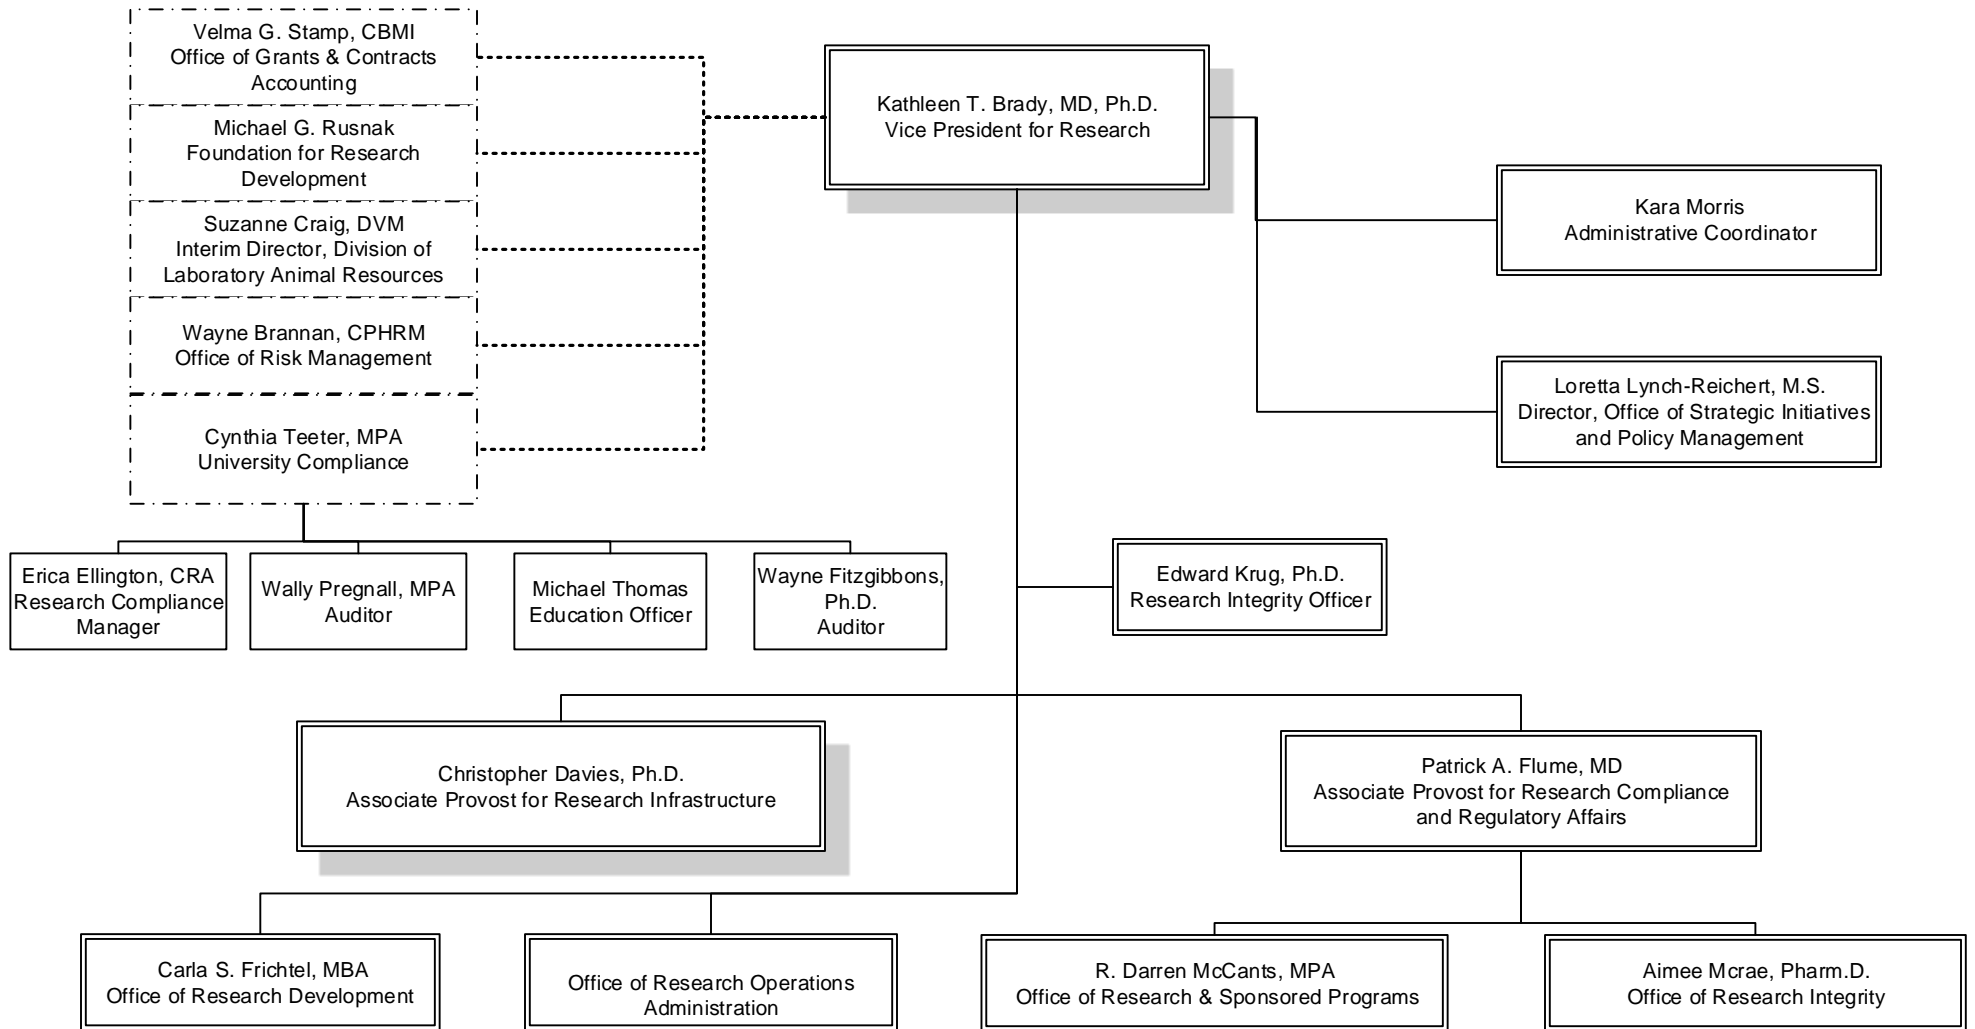 Velma G. Stamp, CBMI
Office of Grants & Contracts
Accounting
Michael G. Rusnak
Foundation for Research
Development
Suzanne Craig, DVM
Interim Director, Division of
Laboratory Animal Resources
Wayne Brannan, CPHRM
Office of Risk Management
Cynthia Teeter, MPA
University Compliance
Kathleen T. Brady, MD, Ph.D.
Vice President for Research
Kara Morris
Administrative Coordinator
Loretta Lynch-Reichert, M.S.
Director, Office of Strategic Initiatives
and Policy Management
Erica Ellington, CRA
Research Compliance
Manager
Wally Pregnall, MPA
Auditor
Michael Thomas
Education Officer
Wayne Fitzgibbons,
Ph.D.
Auditor
Edward Krug, Ph.D.
Research Integrity Officer
Christopher Davies, Ph.D.
Associate Provost for Research Infrastructure
Patrick A. Flume, MD
Associate Provost for Research Compliance
and Regulatory Affairs
Carla S. Frichtel, MBA
Office of Research Development
Office of Research Operations
Administration
R. Darren McCants, MPA
Office of Research & Sponsored Programs
Aimee Mcrae, Pharm.D.
Office of Research Integrity